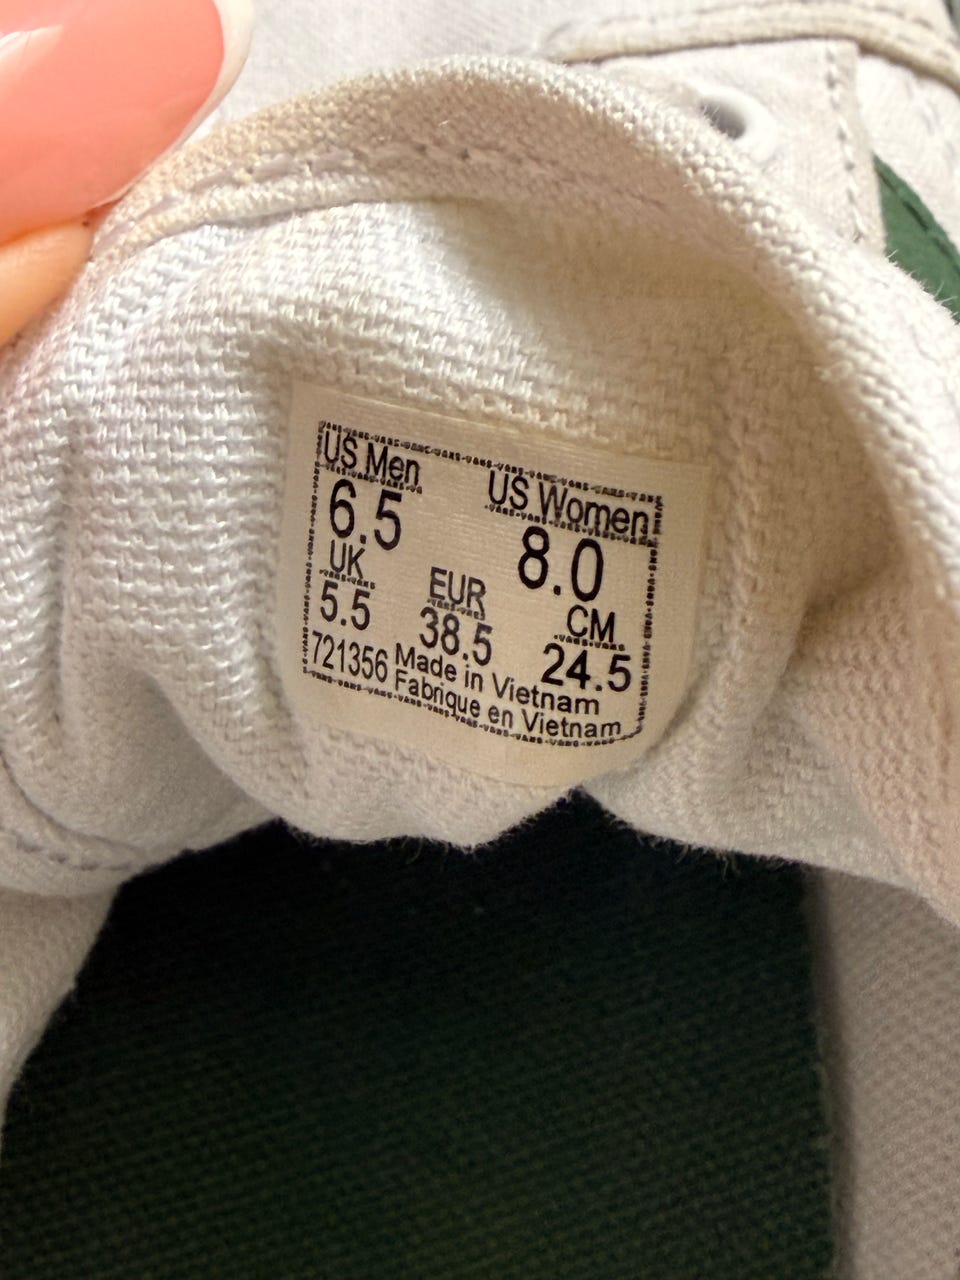 US Men US Women
6.5 8.0
UK EUR CM
5.5 38.5 24.5
721356 Made in Vietnam
Fabrique en Vietnam